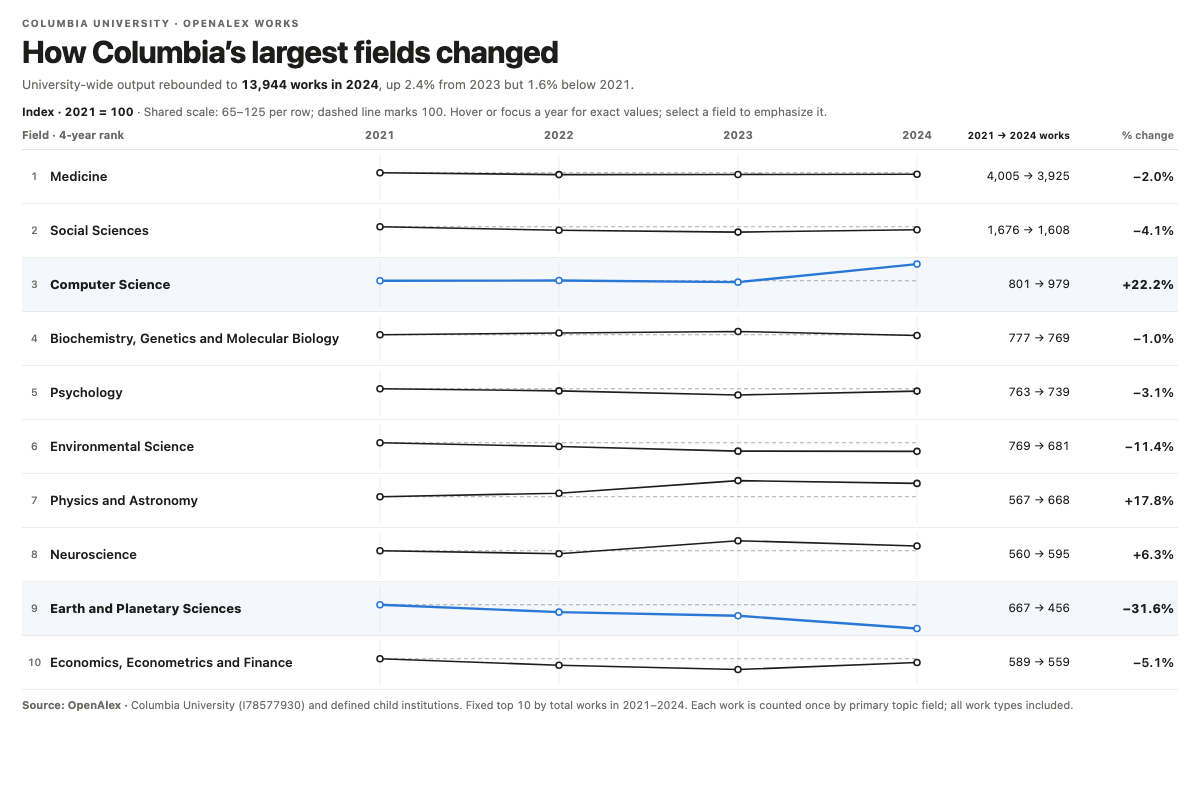 COLUMBIA UNIVERSITY · OPENALEX WORKS
How Columbia’s largest fields changed
University-wide output rebounded to 13,944 works in 2024, up 2.4% from 2023 but 1.6% below 2021.
Index · 2021 = 100 · Shared scale: 65–125 per row; dashed line marks 100. Hover or focus a year for exact values; select a field to emphasize it.
Field · 4-year rank 2021 2022 2023 2024 2021 → 2024 works % change
1 Medicine 4,005 → 3,925 −2.0%
2 Social Sciences 1,676 → 1,608 −4.1%
3 Computer Science 801 → 979 +22.2%
4 Biochemistry, Genetics and Molecular Biology 777 → 769 −1.0%
5 Psychology 763 → 739 −3.1%
6 Environmental Science 769 → 681 −11.4%
7 Physics and Astronomy 567 → 668 +17.8%
8 Neuroscience 560 → 595 +6.3%
9 Earth and Planetary Sciences 667 → 456 −31.6%
10 Economics, Econometrics and Finance 589 → 559 −5.1%
Source: OpenAlex · Columbia University (I78577930) and defined child institutions. Fixed top 10 by total works in 2021–2024. Each work is counted once by primary topic field; all work types included.